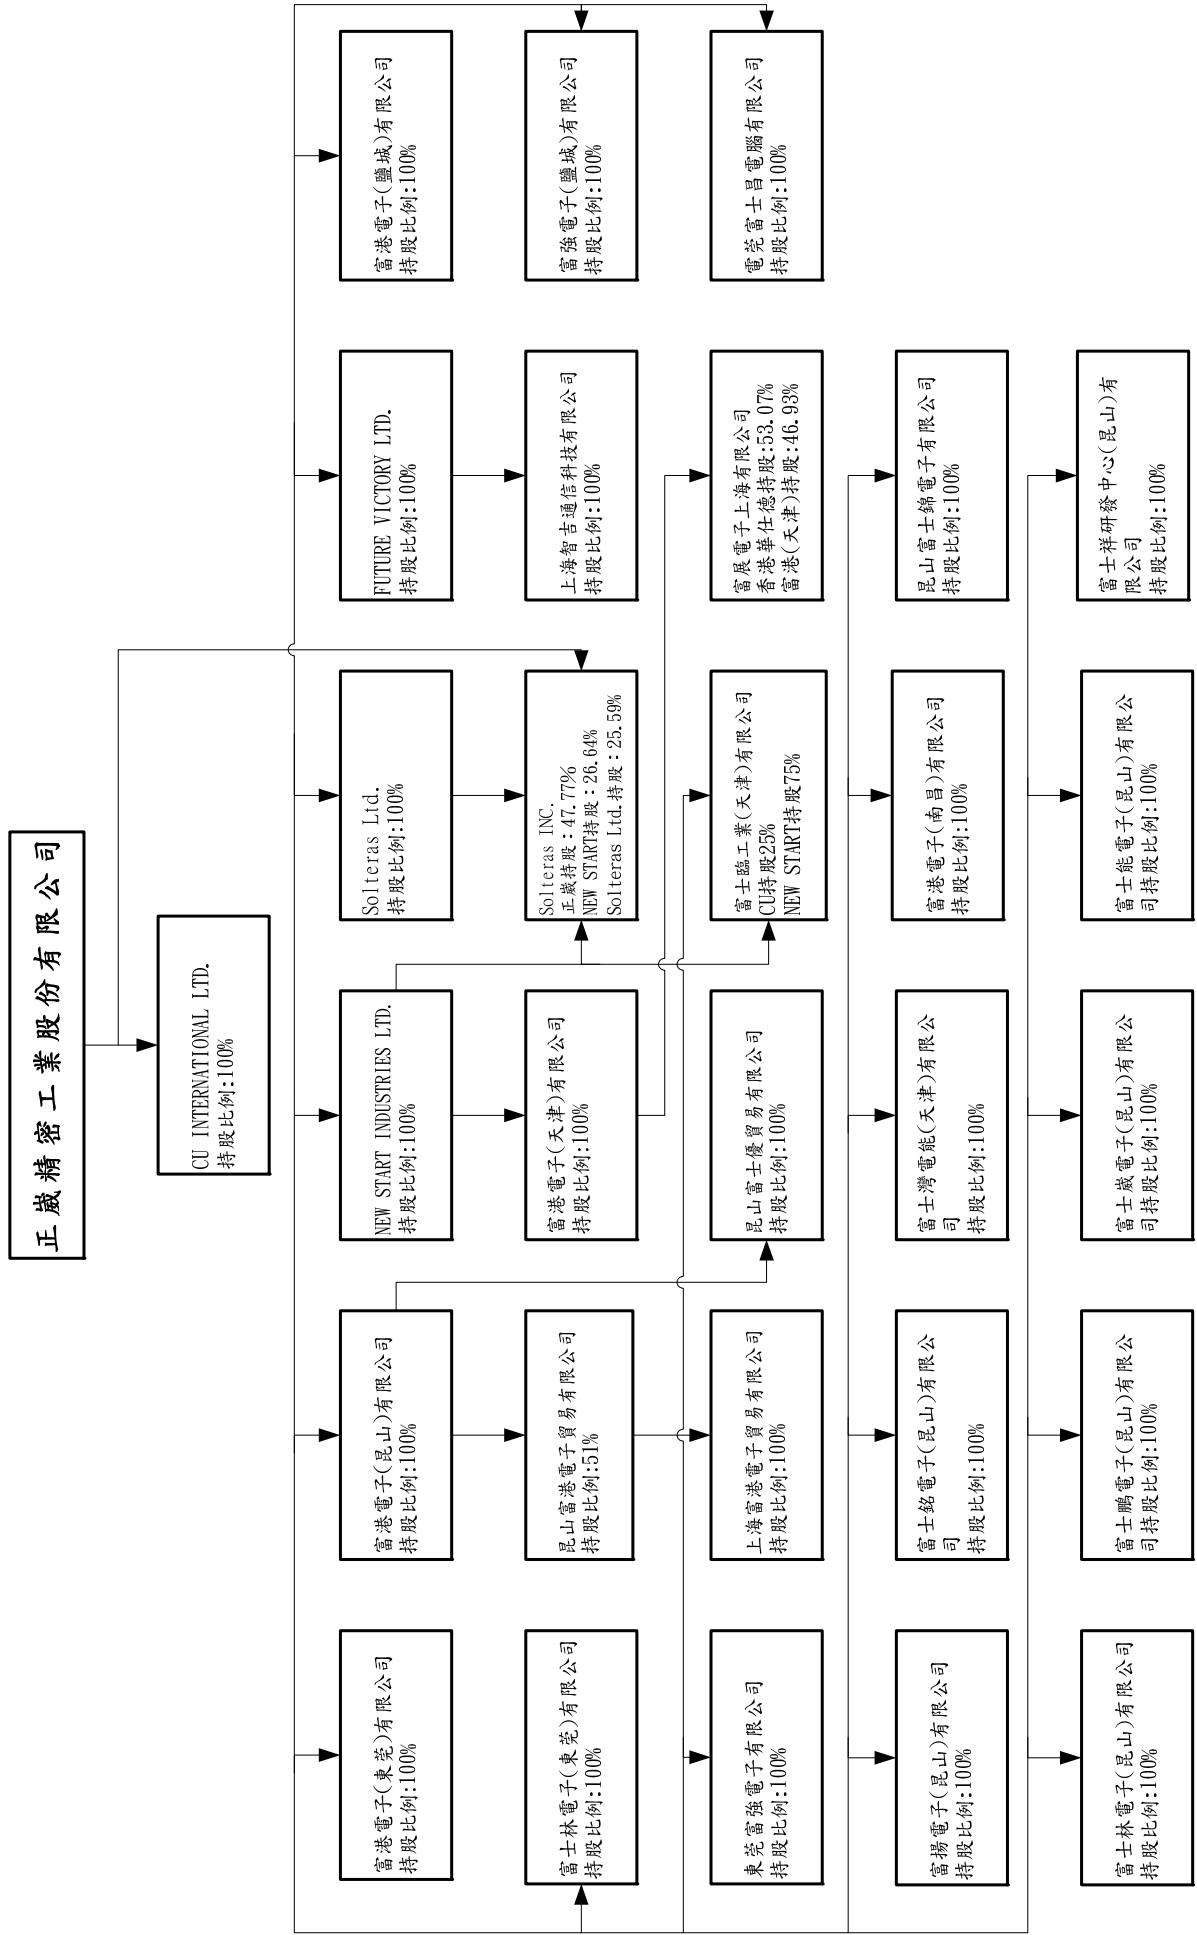 正崴精密工業股份有限公司
CU INTERNATIONAL LTD.
持股比例:100%
富港電子(東莞)有限公司
持股比例:100%
富港電子(昆山)有限公司
持股比例:100%
NEW START INDUSTRIES LTD.
持股比例:100%
Solteras Ltd.
持股比例:100%
FUTURE VICTORY LTD.
持股比例:100%
富港電子(鹽城)有限公司
持股比例:100%
富士林電子(東莞)有限公司
持股比例:100%
昆山富港電子貿易有限公司
持股比例:51%
富港電子(天津)有限公司
持股比例:100%
Solteras INC.
正崴持股：47.77%
NEW START持股：26.64%
Solteras Ltd.持股：25.59%
上海智吉通信科技有限公司
持股比例:100%
富強電子(鹽城)有限公司
持股比例:100%
東莞富強電子有限公司
持股比例:100%
上海富港電子貿易有限公司
持股比例:100%
昆山富士優貿易有限公司
持股比例:100%
富士臨工業(天津)有限公司
CU持股25%
NEW START持股75%
富展電子上海有限公司
香港華仕德持股:53.07%
富港(天津)持股:46.93%
電莞富士昌電腦有限公司
持股比例:100%
富揚電子(昆山)有限公司
持股比例:100%
富士銘電子(昆山)有限公
司
持股比例:100%
富士灣電能(天津)有限公
司
持股比例:100%
富港電子(南昌)有限公司
持股比例:100%
昆山富士錦電子有限公司
持股比例:100%
富士林電子(昆山)有限公司
持股比例:100%
富士鵬電子(昆山)有限公
司持股比例:100%
富士崴電子(昆山)有限公
司持股比例:100%
富士能電子(昆山)有限公
司持股比例:100%
富士祥研發中心(昆山)有
限公司
持股比例:100%